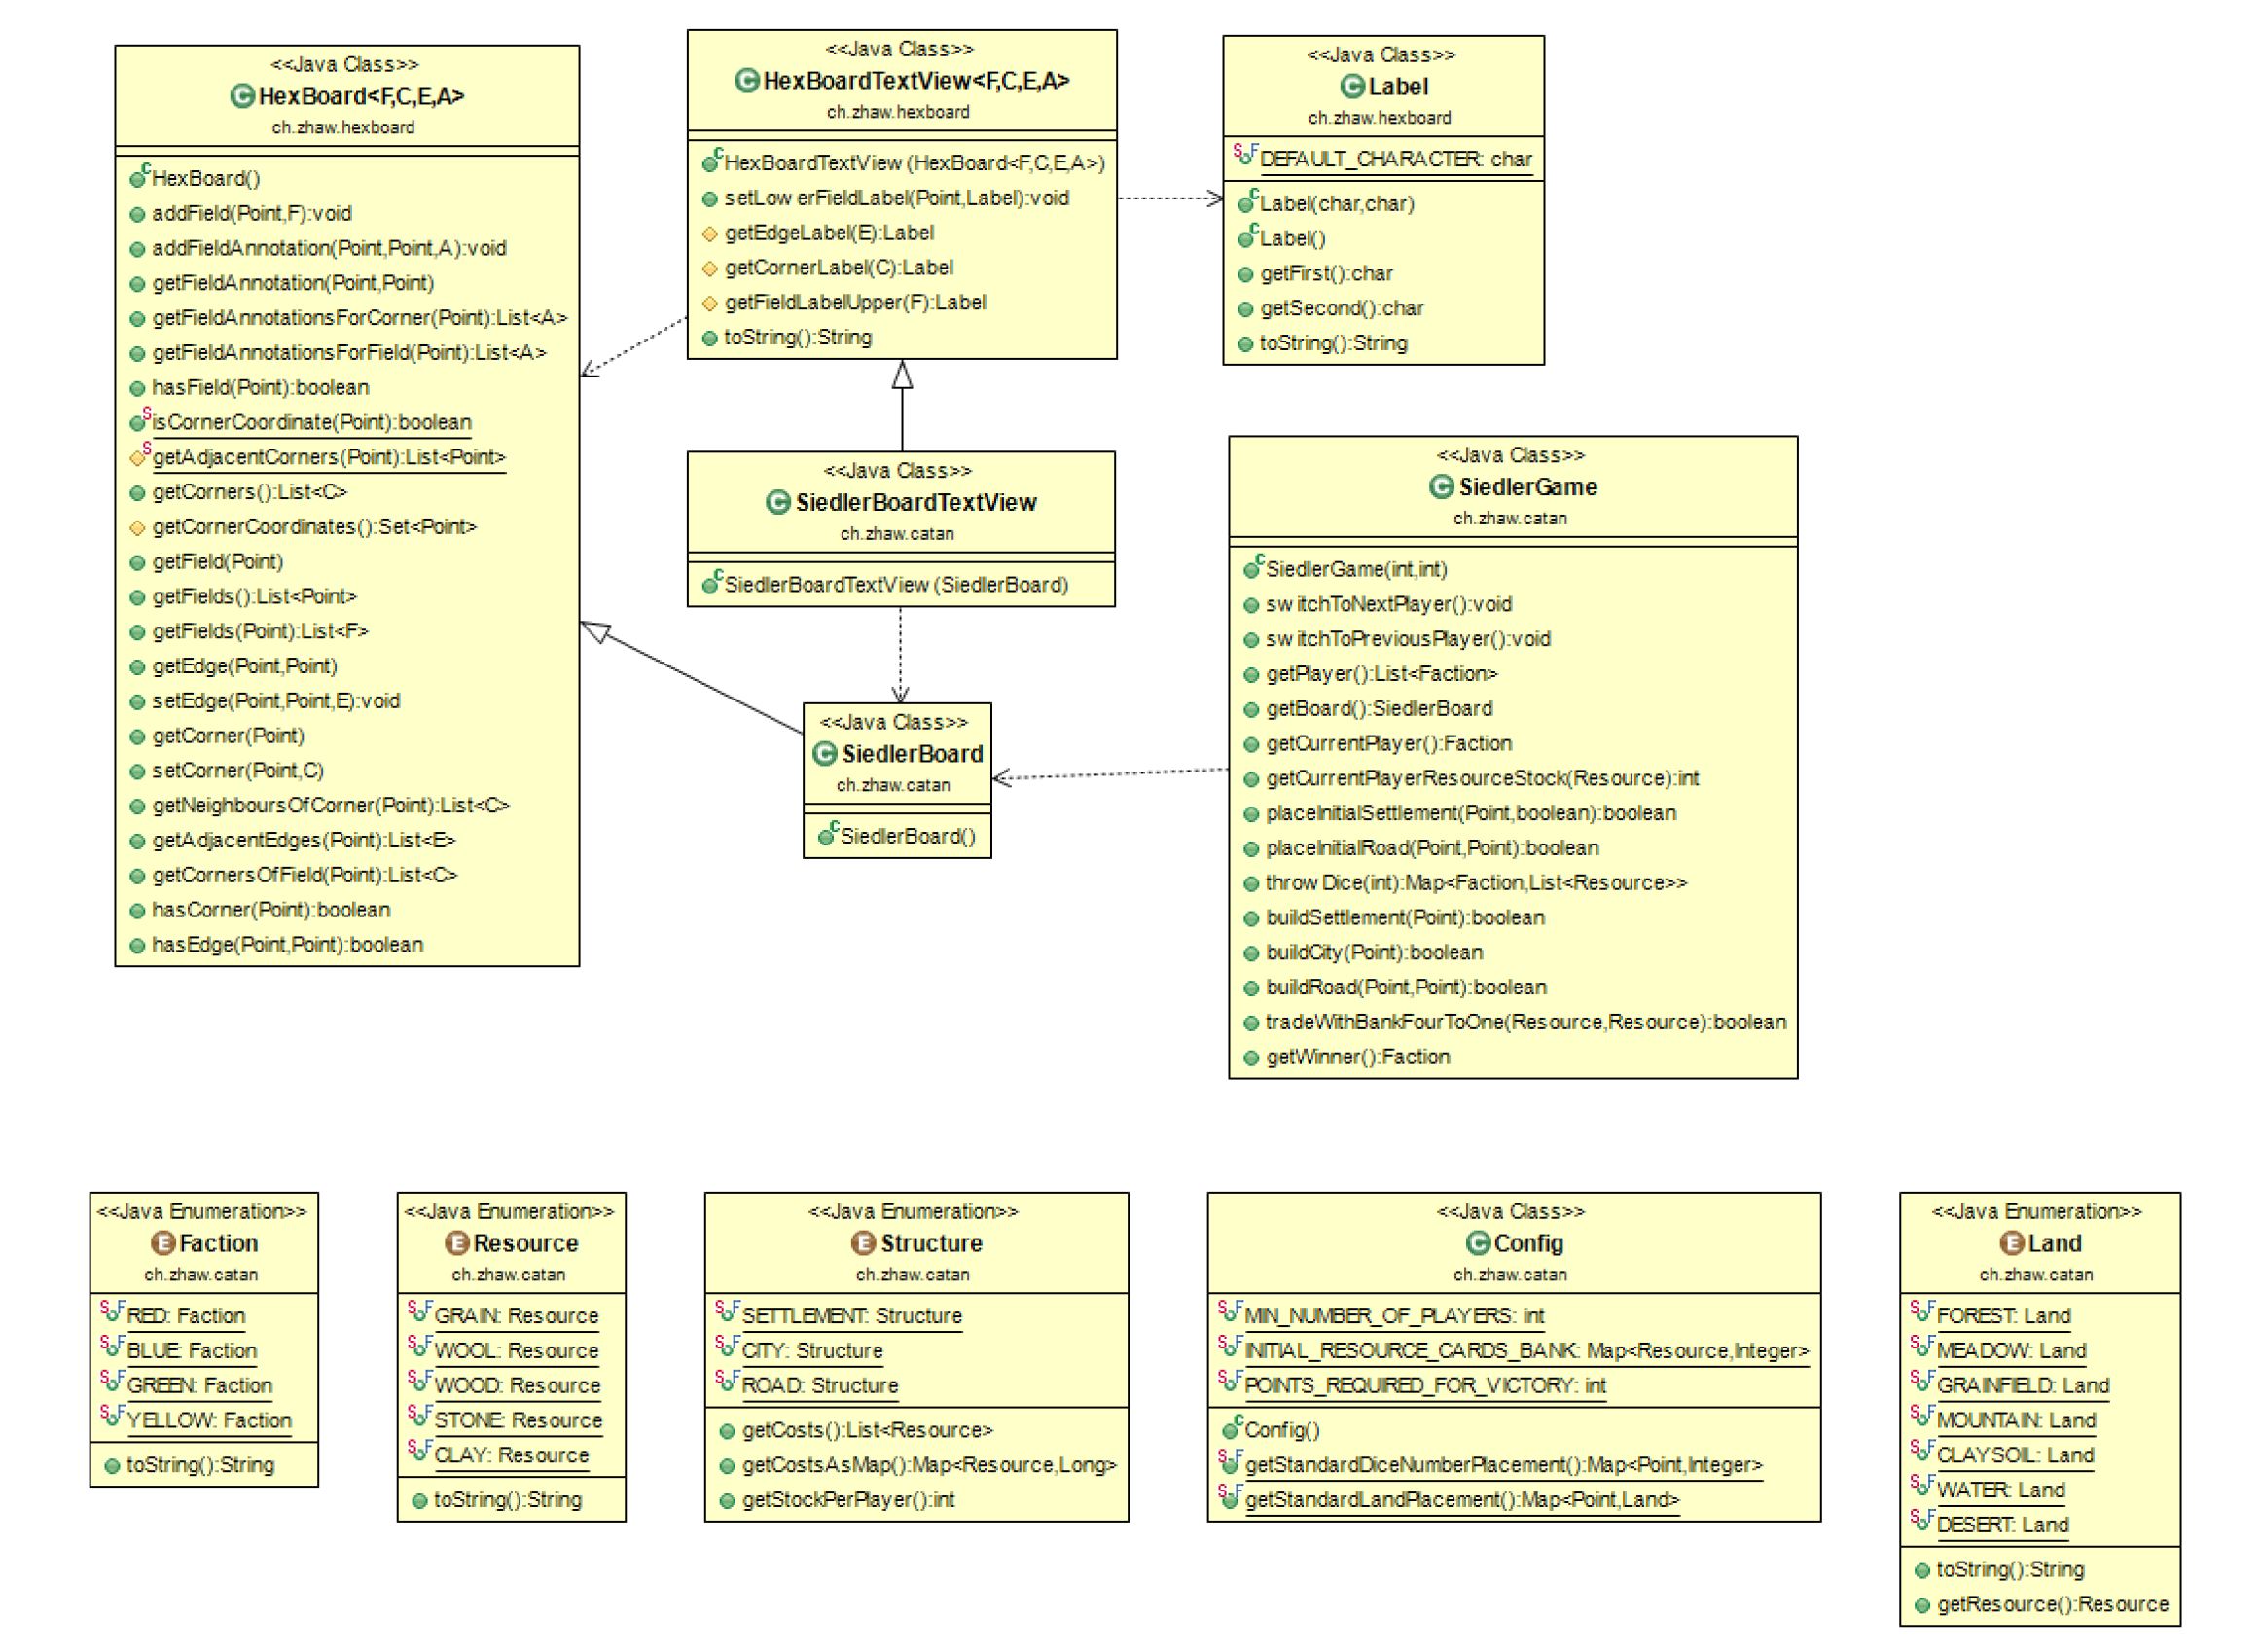 <<Java Class>>
HexBoard<F,C,E,A>
ch.zhaw.hexboard
HexBoard()
addField(Point,F):void
addFieldAnnotation(Point,Point,A):void
getFieldAnnotation(Point,Point)
getFieldAnnotationsForCorner(Point):List<A>
getFieldAnnotationsForField(Point):List<A>
hasField(Point):boolean
isCornerCoordinate(Point):boolean
getAdjacentCorners(Point):List<Point>
getCorners():List<C>
getCornerCoordinates():Set<Point>
getField(Point)
getFields():List<Point>
getFields(Point):List<F>
getEdge(Point,Point)
setEdge(Point,Point,E):void
getCorner(Point)
setCorner(Point,C)
getNeighboursOfCorner(Point):List<C>
getAdjacentEdges(Point):List<E>
getCornersOfField(Point):List<C>
hasCorner(Point):boolean
hasEdge(Point,Point):boolean
<<Java Class>>
HexBoardTextView<F,C,E,A>
ch.zhaw.hexboard
HexBoardTextView(HexBoard<F,C,E,A>)
setLowerFieldLabel(Point,Label):void
getEdgeLabel(E):Label
getCornerLabel(C):Label
getFieldLabelUpper(F):Label
toString():String
<<Java Class>>
Label
ch.zhaw.hexboard
DEFAULT_CHARACTER: char
Label(char,char)
Label()
getFirst():char
getSecond():char
toString():String
<<Java Class>>
SiedlerBoardTextView
ch.zhaw.catan
SiedlerBoardTextView(SiedlerBoard)
<<Java Class>>
SiedlerBoard
ch.zhaw.catan
SiedlerBoard()
<<Java Class>>
SiedlerGame
ch.zhaw.catan
SiedlerGame(int,int)
switchToNextPlayer():void
switchToPreviousPlayer():void
getPlayer():List<Faction>
getBoard():SiedlerBoard
getCurrentPlayer():Faction
getCurrentPlayerResourceStock(Resource):int
placeInitialSettlement(Point,boolean):boolean
placeInitialRoad(Point,Point):boolean
throwDice(int):Map<Faction,List<Resource>>
buildSettlement(Point):boolean
buildCity(Point):boolean
buildRoad(Point,Point):boolean
tradeWithBankFourToOne(Resource,Resource):boolean
getWinner():Faction
<<Java Enumeration>>
Faction
ch.zhaw.catan
RED: Faction
BLUE: Faction
GREEN: Faction
YELLOW: Faction
toString():String
<<Java Enumeration>>
Resource
ch.zhaw.catan
GRAIN: Resource
WOOL: Resource
WOOD: Resource
STONE: Resource
CLAY: Resource
toString():String
<<Java Enumeration>>
Structure
ch.zhaw.catan
SETTLEMENT: Structure
CITY: Structure
ROAD: Structure
getCosts():List<Resource>
getCostsAsMap():Map<Resource,Long>
getStockPerPlayer():int
<<Java Class>>
Config
ch.zhaw.catan
MIN_NUMBER_OF_PLAYERS: int
INITIAL_RESOURCE_CARDS_BANK: Map<Resource,Integer>
POINTS_REQUIRED_FOR_VICTORY: int
Config()
getStandardDiceNumberPlacement():Map<Point,Integer>
getStandardLandPlacement():Map<Point,Land>
<<Java Enumeration>>
Land
ch.zhaw.catan
FOREST: Land
MEADOW: Land
GRAINFIELD: Land
MOUNTAIN: Land
CLAYSOIL: Land
WATER: Land
DESERT: Land
toString():String
getResource():Resource